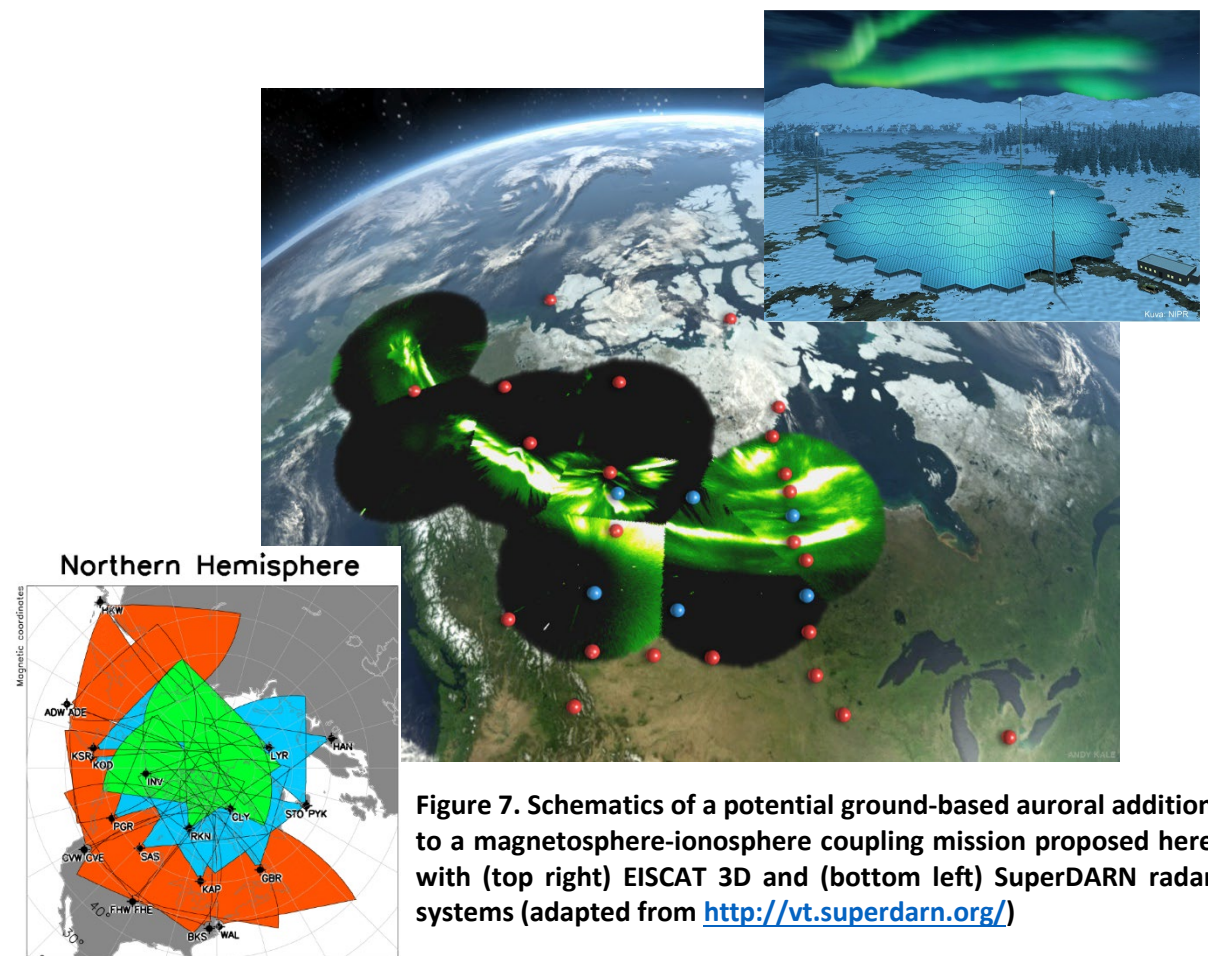 Kuva: NIPR
ANDY KALE
Northern Hemisphere
Magnetic coordinates
HKW
ADW ADE
KSR
KOD
HAN
LYR
INV
STO PYK
CLY
PGR
RKN
CVW CVE
SAS
GBR
KAP
40°
FHW FHE
30°
BKS
WAL
Figure 7. Schematics of a potential ground-based auroral addition
to a magnetosphere-ionosphere coupling mission proposed here
with (top right) EISCAT 3D and (bottom left) SuperDARN radar
systems (adapted from http://vt.superdarn.org/)